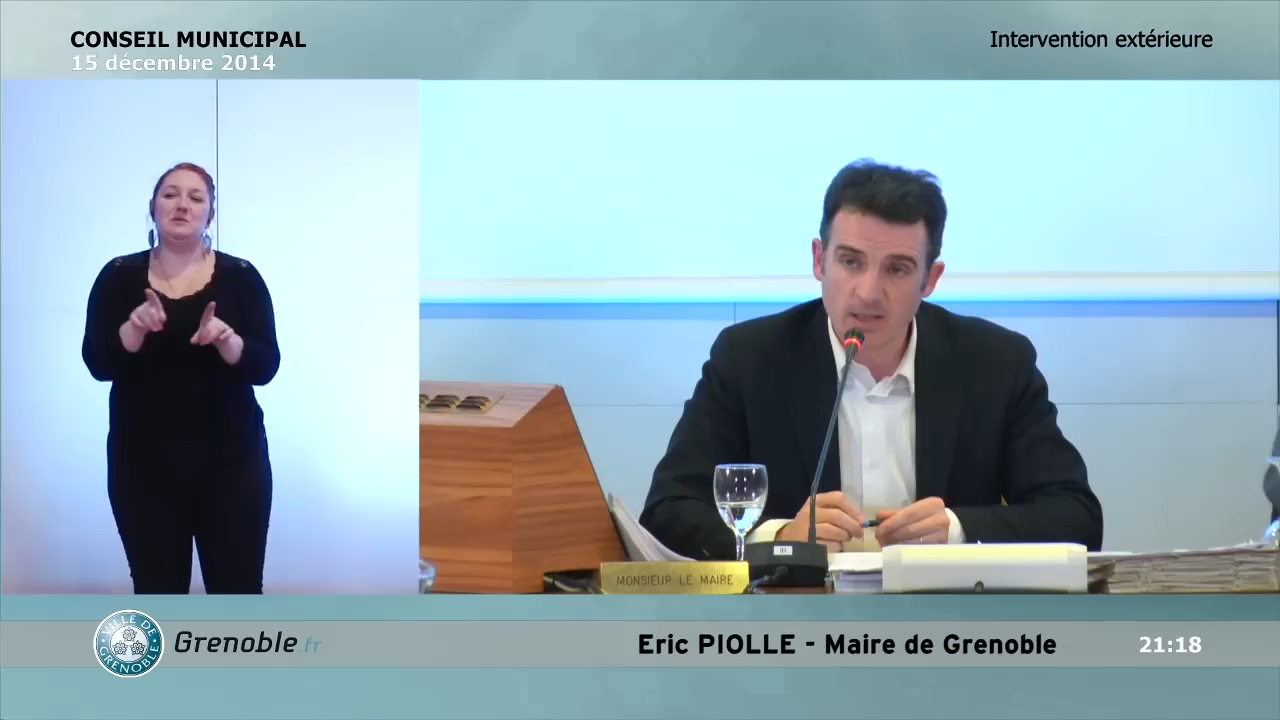 CONSEIL MUNICIPAL
15 décembre 2014
Intervention extérieure
31
MONSIEUR LE MAIRE
VILLE DE GRENOBLE
Grenoble.fr
Eric PIOLLE - Maire de Grenoble
21:18